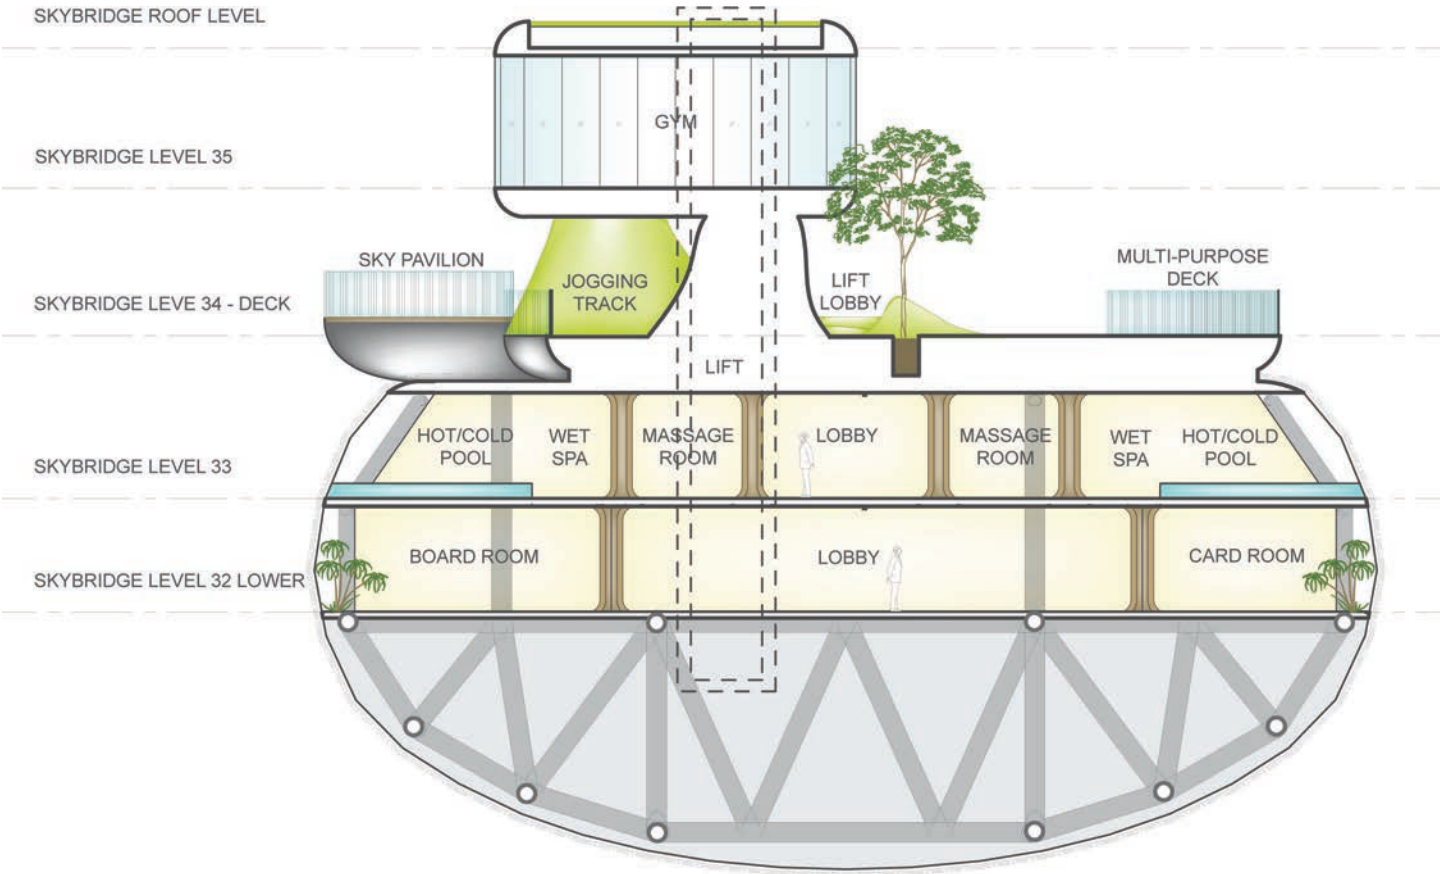 SKYBRIDGE ROOF LEVEL
GYM
SKYBRIDGE LEVEL 35
SKY PAVILION
MULTI-PURPOSE
DECK
JOGGING
TRACK
LIFT
LOBBY
SKYBRIDGE LEVE 34 - DECK
LIFT
HOT/COLD
POOL
WET
SPA
MASSAGE
ROOM
LOBBY
MASSAGE
ROOM
WET
SPA
HOT/COLD
POOL
SKYBRIDGE LEVEL 33
BOARD ROOM
LOBBY
CARD ROOM
SKYBRIDGE LEVEL 32 LOWER